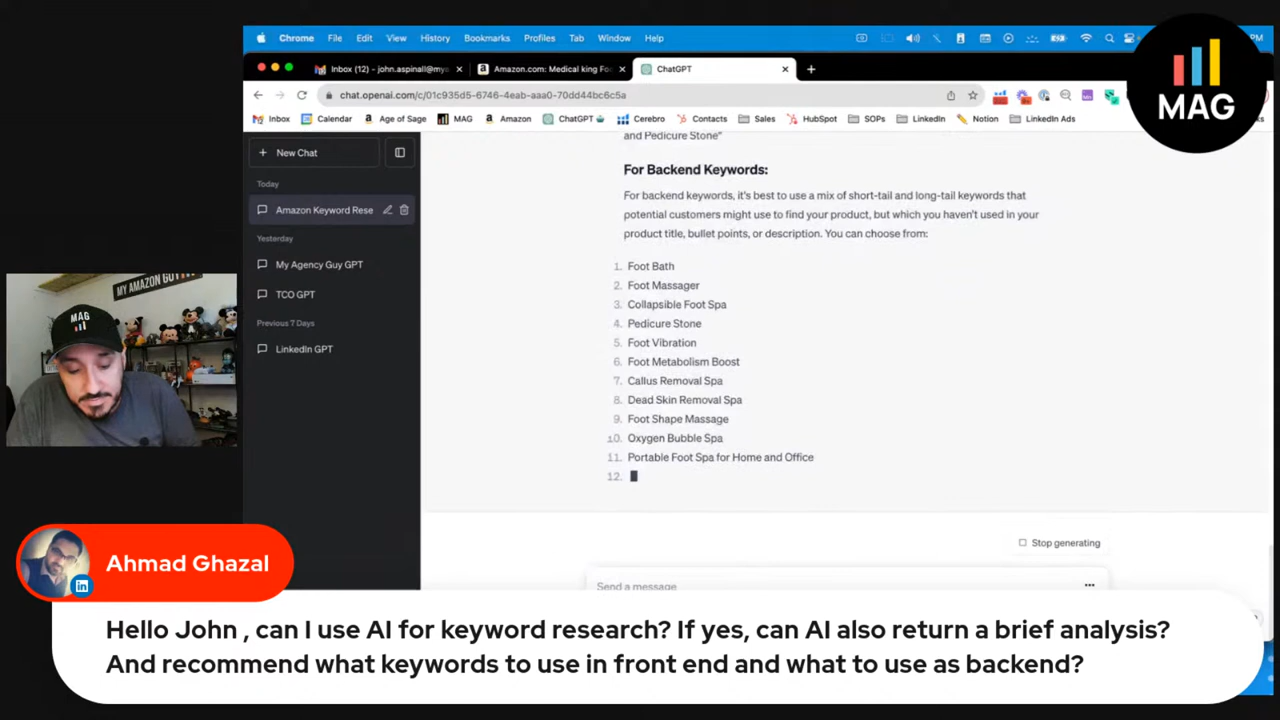 Chrome File Edit View History Bookmarks Profiles Tab Window Help
MAG
Inbox (12) - john.aspinall@mya
Amazon.com: Medical king Foo
ChatGPT
chat.openai.com/c/01c935d5-6746-4eab-aaa0-70dd44bc6c5a
Inbox Calendar Age of Sage MAG Amazon ChatGPT Cerebro Contacts Sales HubSpot SOPs LinkedIn Notion LinkedIn Ads
New Chat
Today
Amazon Keyword Rese
Yesterday
My Agency Guy GPT
TCO GPT
Previous 7 Days
LinkedIn GPT
and Pedicure Stone"
For Backend Keywords:
For backend keywords, it's best to use a mix of short-tail and long-tail keywords that
potential customers might use to find your product, but which you haven't used in your
product title, bullet points, or description. You can choose from:
1. Foot Bath
2. Foot Massager
3. Collapsible Foot Spa
4. Pedicure Stone
5. Foot Vibration
6. Foot Metabolism Boost
7. Callus Removal Spa
8. Dead Skin Removal Spa
9. Foot Shape Massage
10. Oxygen Bubble Spa
11. Portable Foot Spa for Home and Office
12.
Stop generating
Send a message
MY AMAZON GUY
MAG
Ahmad Ghazal
in
Hello John , can I use AI for keyword research? If yes, can AI also return a brief analysis?
And recommend what keywords to use in front end and what to use as backend?